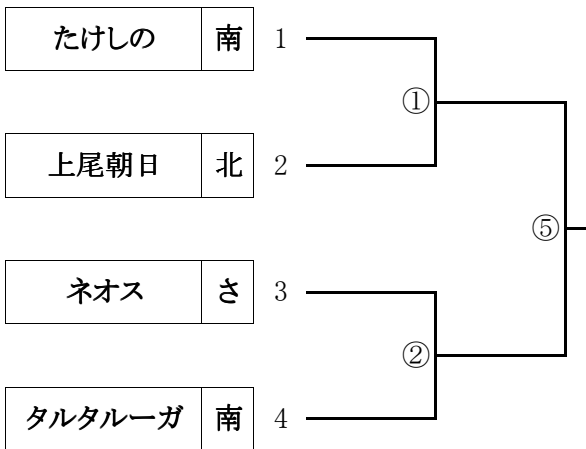 たけしの 南 1
①
上尾朝日 北 2
⑤
ネオス さ 3
②
タルタルーガ 南 4